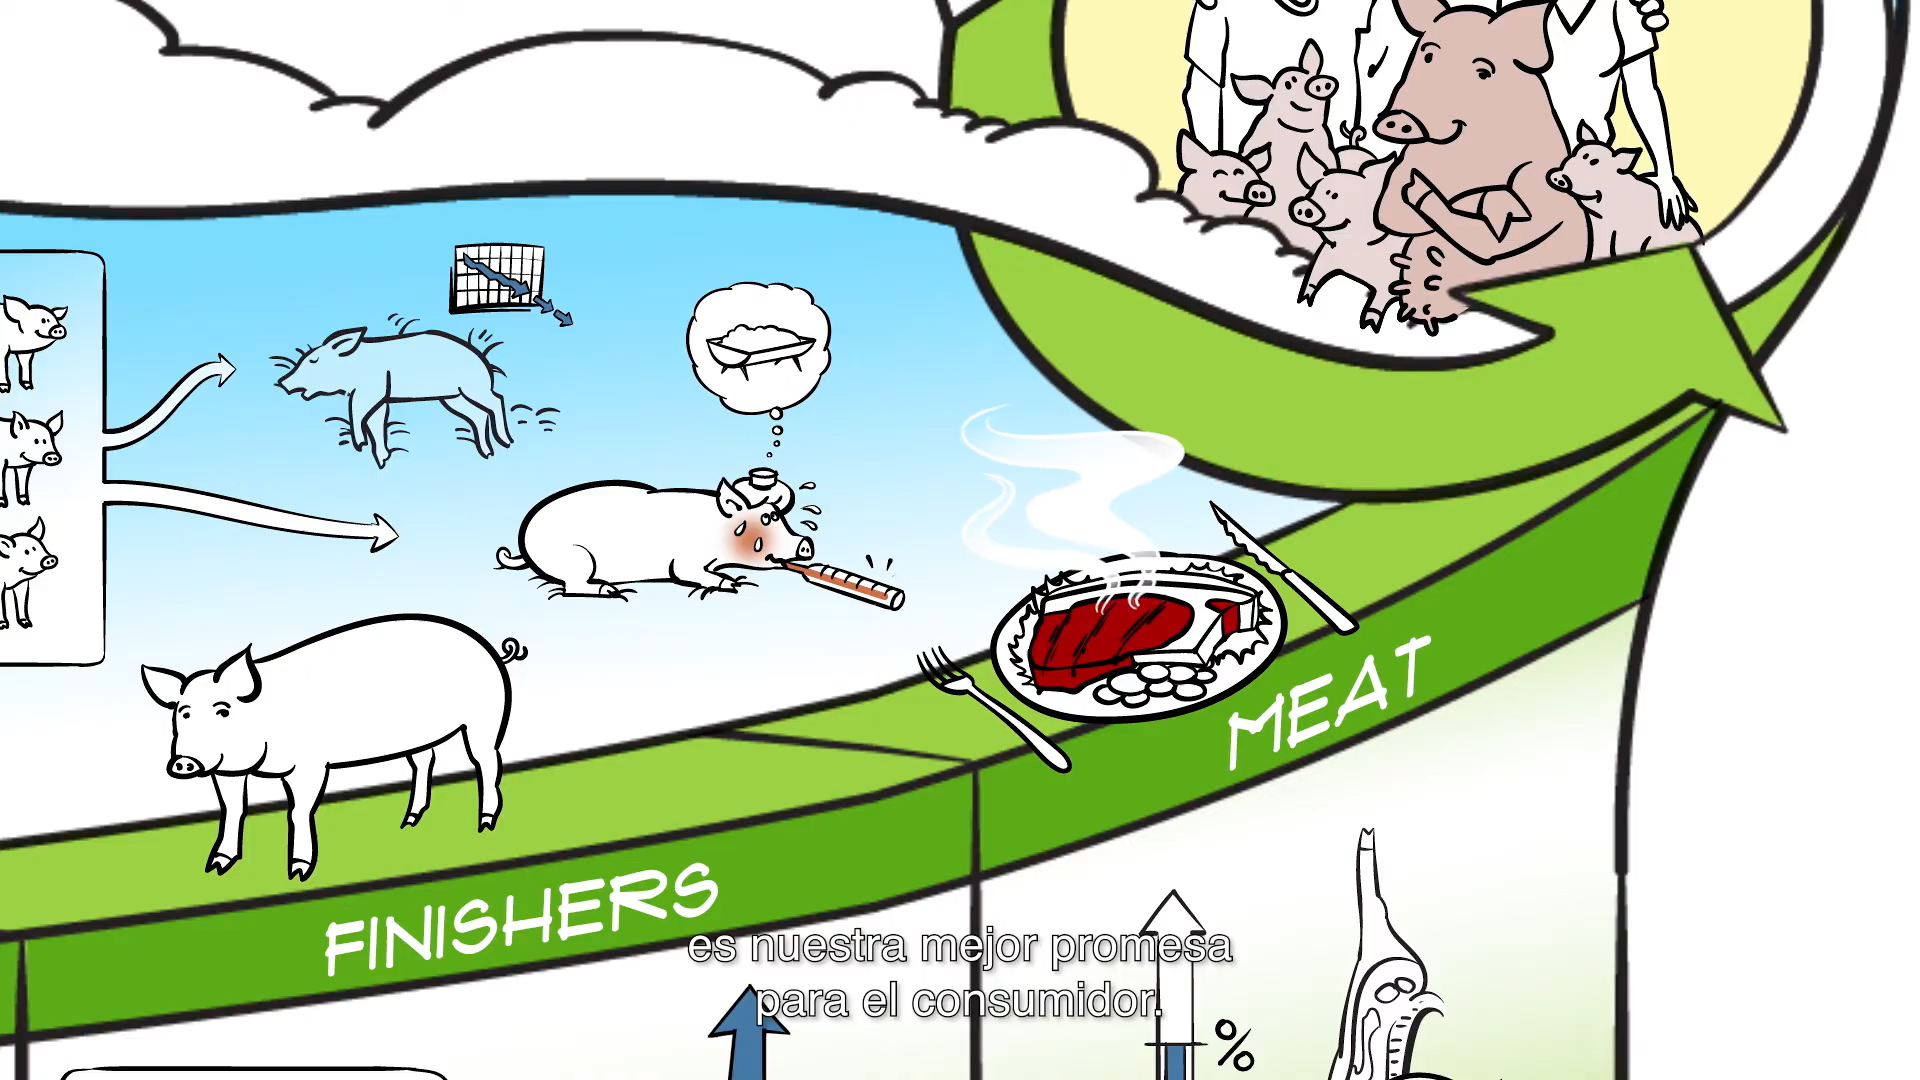 MEAT
FINISHERS
es nuestra mejor promesa
para el consumidor.
%